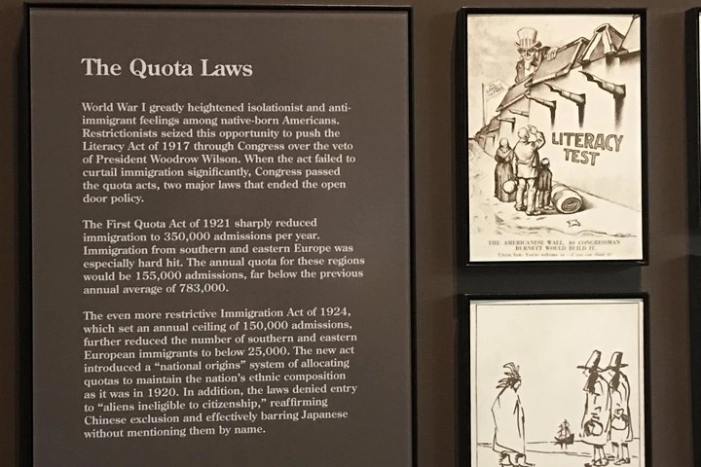 The Quota Laws
World War I greatly heightened isolationist and anti-
immigrant feelings among native-born Americans.
Restrictionists seized this opportunity to push the
Literacy Act of 1917 through Congress over the veto
of President Woodrow Wilson. When the act failed to
curtail immigration significantly, Congress passed
the quota acts, two major laws that ended the open
door policy.
The First Quota Act of 1921 sharply reduced
immigration to 350,000 admissions per year.
Immigration from southern and eastern Europe was
especially hard hit. The annual quota for these regions
would be 155,000 admissions, far below the previous
annual average of 783,000.
The even more restrictive Immigration Act of 1924,
which set an annual ceiling of 150,000 admissions,
further reduced the number of southern and eastern
European immigrants to below 25,000. The new act
introduced a “national origins” system of allocating
quotas to maintain the nation’s ethnic composition
as it was in 1920. In addition, the laws denied entry
to “aliens ineligible to citizenship,” reaffirming
Chinese exclusion and effectively barring Japanese
without mentioning them by name.
LITERACY
TEST
THE AMERICANESE WALL, AS CONGRESSMAN
BURNETT WOULD BUILD IT.